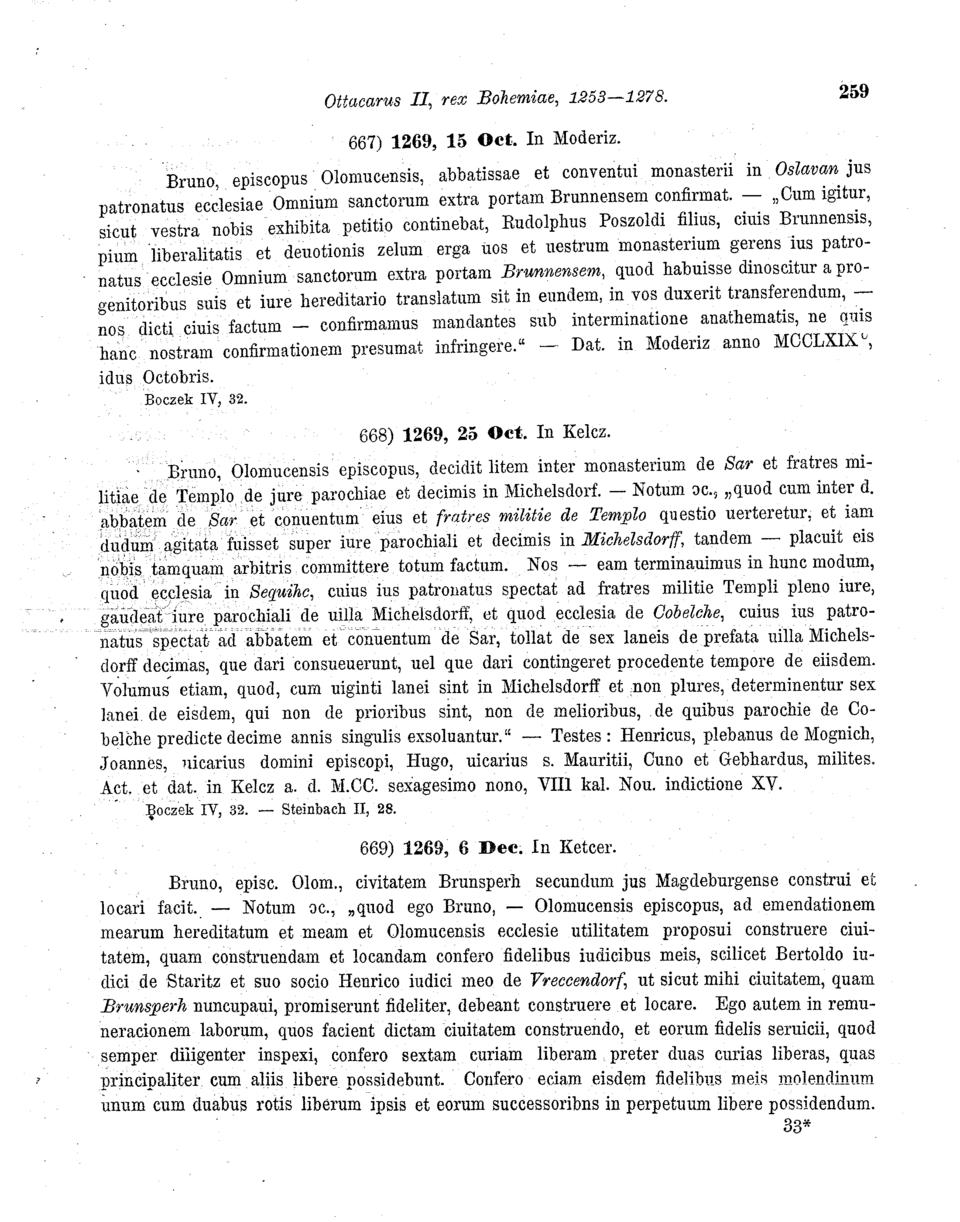 Ottacarus II, rex Bohemiae, 1253—1278.
259
667) 1269, 15 Oct. In Moderiz.
Bruno, episcopus Olomucensis, abbatissae et conventui monasterii in Oslavan jus
patronatus ecclesiae Omnium sanctorum extra portam Brunnensem confirmat. — „Cum igitur,
sicut vestra nobis exhibita petitio continebat, Rudolphus Poszoldi filius, ciuis Brunnensis,
pium liberalitatis et deuotionis zelum erga uos et uestrum monasterium gerens ius patro-
natus ecclesie Omnium sanctorum extra portam Brunnensem, quod habuisse dinoscitur a pro-
genitoribus suis et iure hereditario translatum sit in eundem, in vos duxerit transferendum, —
nos dicti ciuis factum — confirmamus mandantes sub interminatione anathematis, ne quis
hanc nostram confirmationem presumat infringere.“ — Dat. in Moderiz anno MCCLXIX°,
idus Octobris.
Boczek IV, 32.
668) 1269, 25 Oct. In Kelcz.
Bruno, Olomucensis episcopus, decidit litem inter monasterium de Sar et fratres mi-
litiae de Templo de jure parochiae et decimis in Michelsdorf. — Notum ɔc., „quod cum inter d.
abbatem de Sar et conuentum eius et fratres militie de Templo questio uerteretur, et iam
dudum agitata fuisset super iure parochiali et decimis in Michelsdorff, tandem — placuit eis
nobis tamquam arbitris committere totum factum. Nos — eam terminauimus in hunc modum,
quod ecclesia in Sequihc, cuius ius patronatus spectat ad fratres militie Templi pleno iure,
gaudeat iure parochiali de uilla Michelsdorff, et quod ecclesia de Cobelche, cuius ius patro-
natus spectat ad abbatem et conuentum de Sar, tollat de sex laneis de prefata uilla Michels-
dorff decimas, que dari consueuerunt, uel que dari contingeret procedente tempore de eiisdem.
Volumus etiam, quod, cum uiginti lanei sint in Michelsdorff et non plures, determinentur sex
lanei de eisdem, qui non de prioribus sint, non de melioribus, de quibus parochie de Co-
belche predicte decime annis singulis exsoluantur.“ — Testes: Henricus, plebanus de Mognich,
Joannes, uicarius domini episcopi, Hugo, uicarius s. Mauritii, Cuno et Gebhardus, milites.
Act. et dat. in Kelcz a. d. M.CC. sexagesimo nono, VIII kal. Nou. indictione XV.
Boczek IV, 32. — Steinbach II, 28.
669) 1269, 6 Dec. In Ketcer.
Bruno, episc. Olom., civitatem Brunsperh secundum jus Magdeburgense construi et
locari facit. — Notum ɔc., „quod ego Bruno, — Olomucensis episcopus, ad emendationem
mearum hereditatum et meam et Olomucensis ecclesie utilitatem proposui construere ciui-
tatem, quam construendam et locandam confero fidelibus iudicibus meis, scilicet Bertoldo iu-
dici de Staritz et suo socio Henrico iudici meo de Vreccendorf, ut sicut mihi ciuitatem, quam
Brunsperh nuncupaui, promiserunt fideliter, debeant construere et locare. Ego autem in remu-
neracionem laborum, quos facient dictam ciuitatem construendo, et eorum fidelis seruicii, quod
semper diligenter inspexi, confero sextam curiam liberam preter duas curias liberas, quas
principaliter cum aliis libere possidebunt. Confero eciam eisdem fidelibus meis molendinum
unum cum duabus rotis liberum ipsis et eorum successoribns in perpetuum libere possidendum.
33*